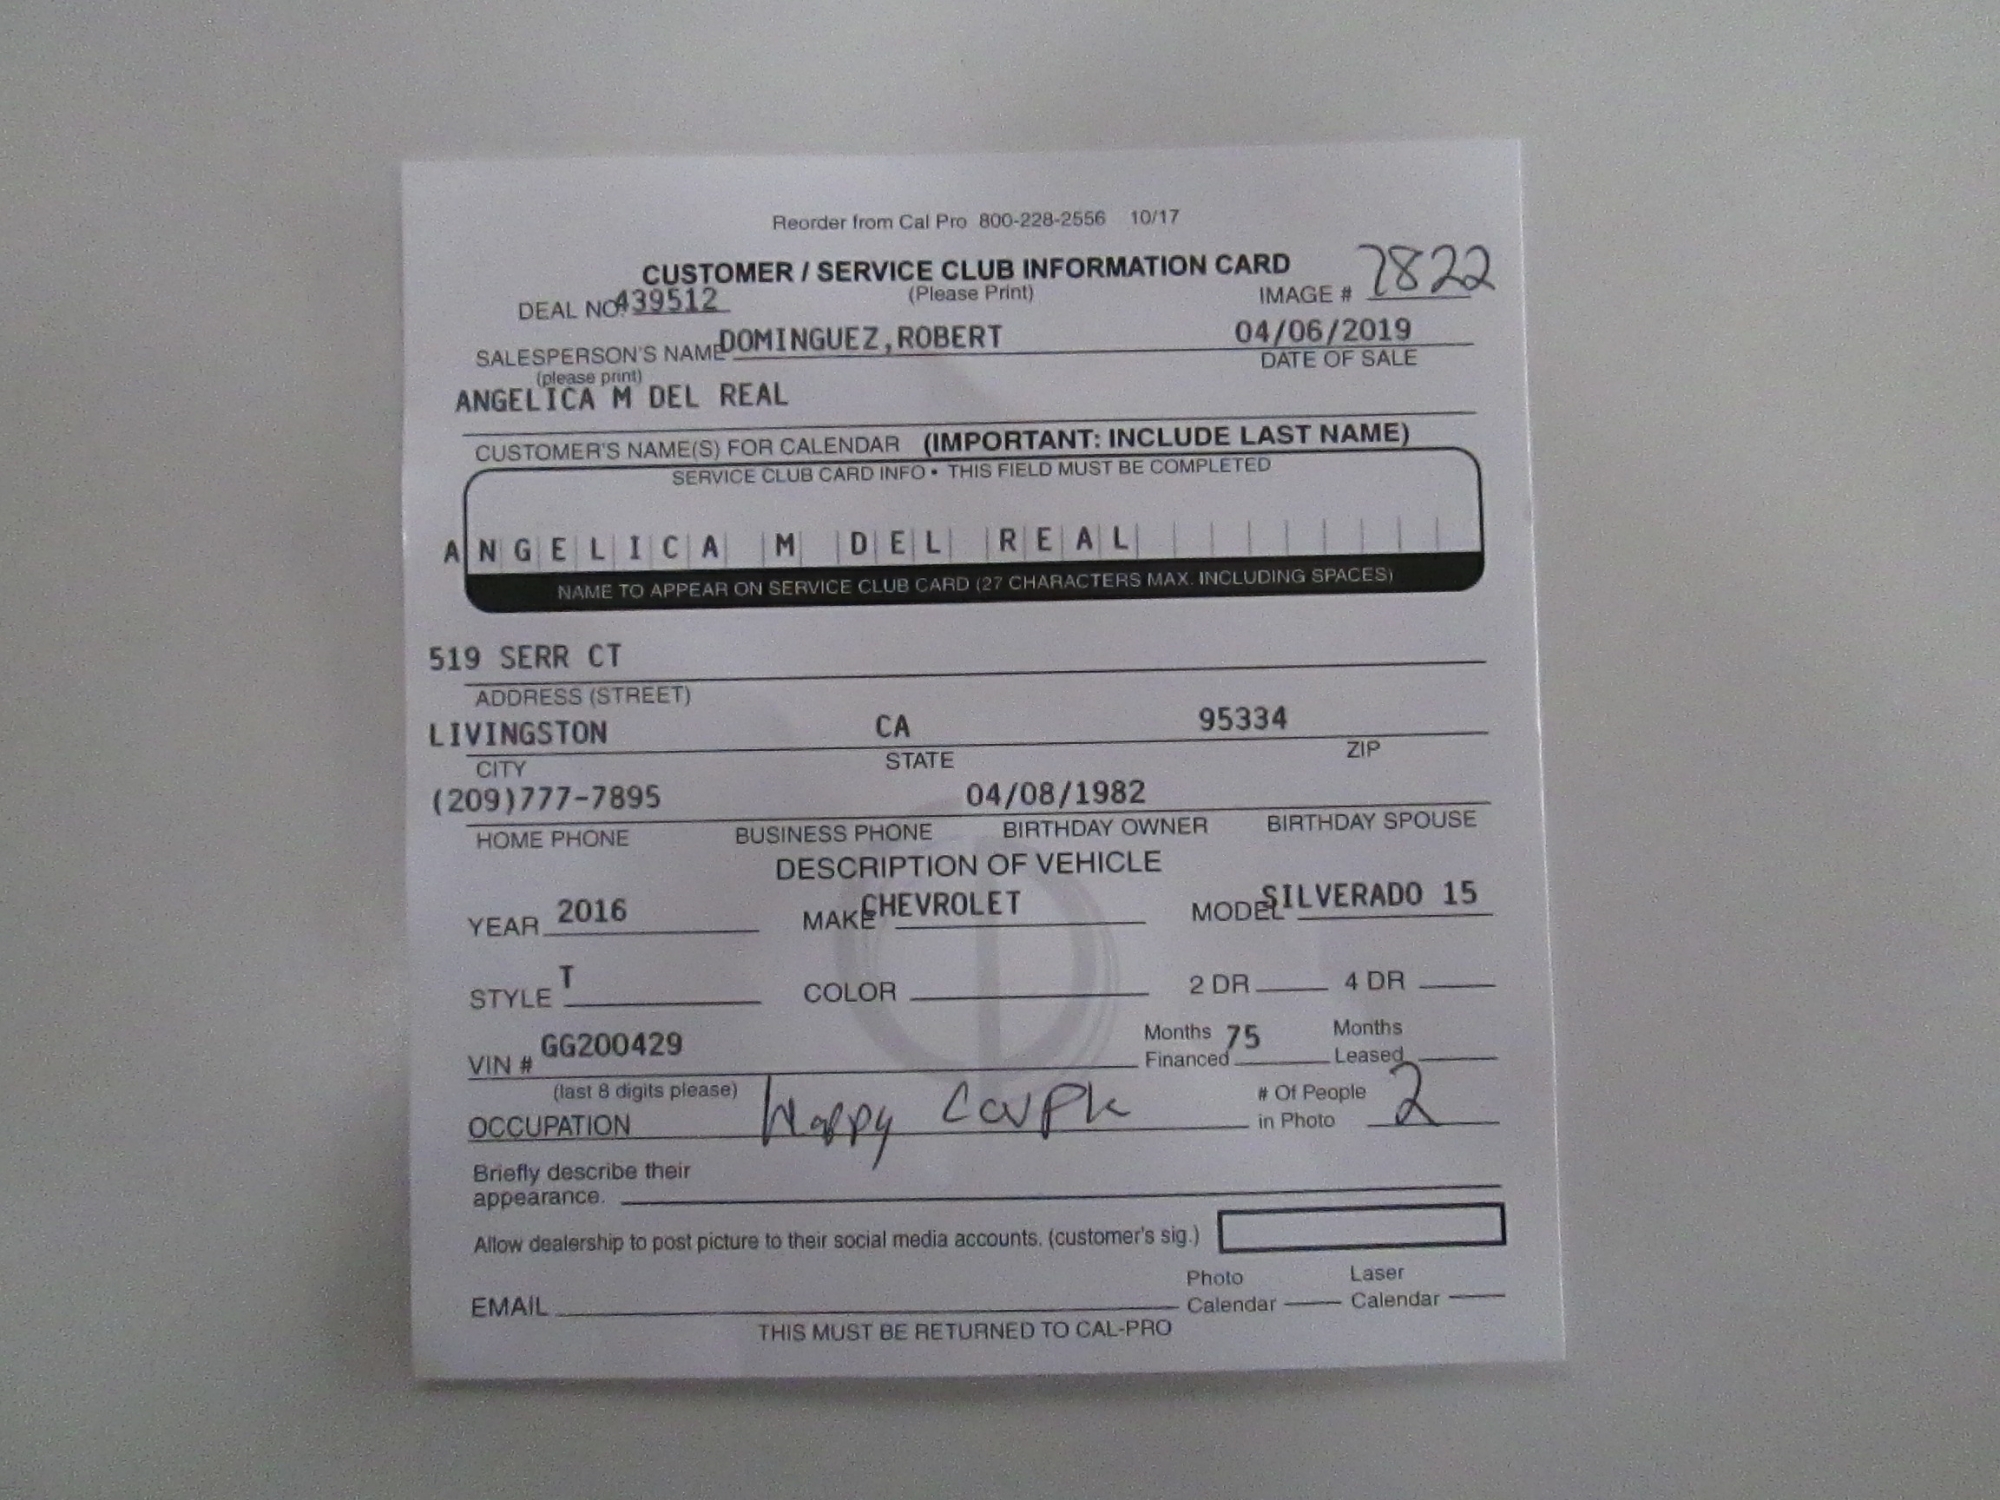 Reorder from Cal Pro 800-228-2556 10/17
CUSTOMER / SERVICE CLUB INFORMATION CARD
(Please Print)
DEAL NO. 439512 IMAGE # 7822
SALESPERSON'S NAME DOMINGUEZ,ROBERT 04/06/2019
(please print) DATE OF SALE
ANGELICA M DEL REAL
CUSTOMER'S NAME(S) FOR CALENDAR (IMPORTANT: INCLUDE LAST NAME)
SERVICE CLUB CARD INFO • THIS FIELD MUST BE COMPLETED
ANGELICA M DEL REAL
NAME TO APPEAR ON SERVICE CLUB CARD (27 CHARACTERS MAX. INCLUDING SPACES)
519 SERR CT
ADDRESS (STREET)
LIVINGSTON CA 95334
CITY STATE ZIP
(209)777-7895 04/08/1982
HOME PHONE BUSINESS PHONE BIRTHDAY OWNER BIRTHDAY SPOUSE
DESCRIPTION OF VEHICLE
YEAR 2016 MAKE CHEVROLET MODEL SILVERADO 15
STYLE T COLOR 2 DR 4 DR
VIN # GG200429 Months Financed 75 Months Leased
(last 8 digits please)
OCCUPATION Happy Couple # Of People in Photo 2
Briefly describe their
appearance.
Allow dealership to post picture to their social media accounts. (customer's sig.)
EMAIL Photo Calendar Laser Calendar
THIS MUST BE RETURNED TO CAL-PRO